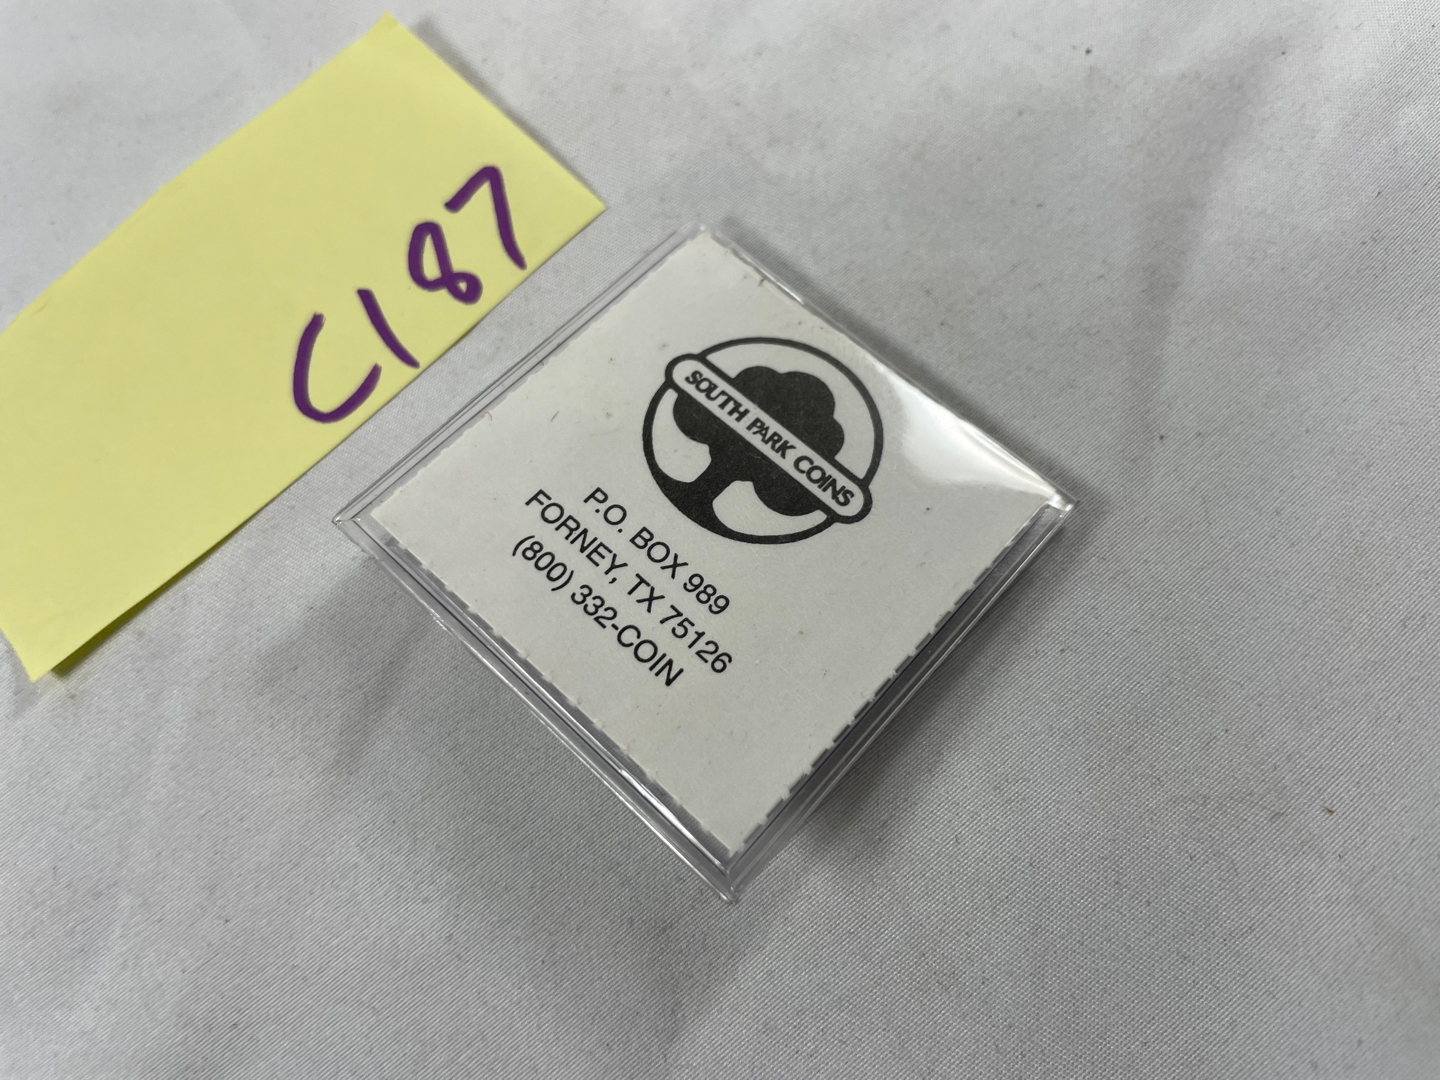 C187
SOUTH PARK COINS
P.O. BOX 989
FORNEY, TX 75126
(800) 332-COIN